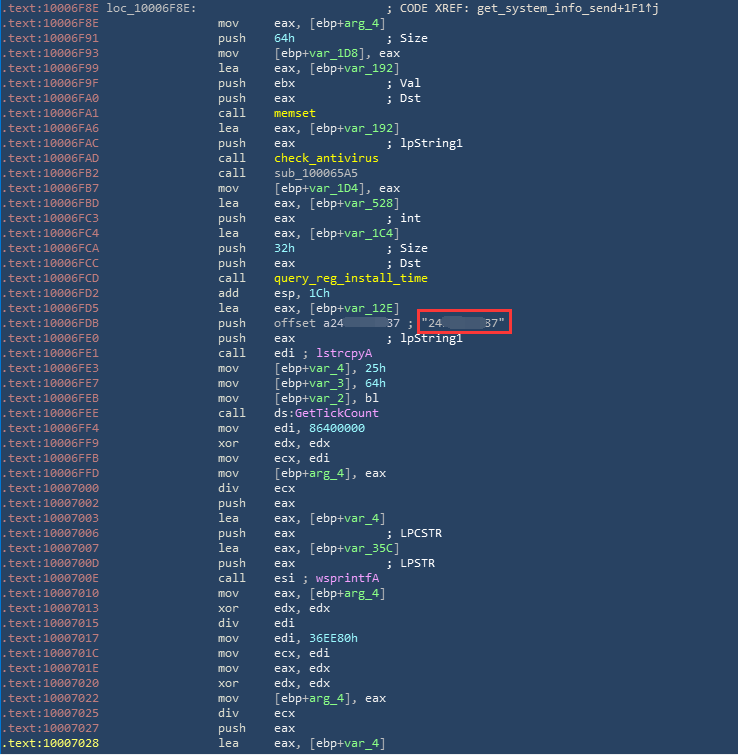 .text:10006F8E loc_10006F8E: ; CODE XREF: get_system_info_send+1F1↑j
.text:10006F8E mov eax, [ebp+arg_4]
.text:10006F91 push 64h ; Size
.text:10006F93 mov [ebp+var_1D8], eax
.text:10006F99 lea eax, [ebp+var_192]
.text:10006F9F push ebx ; Val
.text:10006FA0 push eax ; Dst
.text:10006FA1 call memset
.text:10006FA6 lea eax, [ebp+var_192]
.text:10006FAC push eax ; lpString1
.text:10006FAD call check_antivirus
.text:10006FB2 call sub_100065A5
.text:10006FB7 mov [ebp+var_1D4], eax
.text:10006FBD lea eax, [ebp+var_528]
.text:10006FC3 push eax ; int
.text:10006FC4 lea eax, [ebp+var_1C4]
.text:10006FCA push 32h ; Size
.text:10006FCC push eax ; Dst
.text:10006FCD call query_reg_install_time
.text:10006FD2 add esp, 1Ch
.text:10006FD5 lea eax, [ebp+var_12E]
.text:10006FDB push offset a24 87 ; "24 87"
.text:10006FE0 push eax ; lpString1
.text:10006FE1 call edi ; lstrcpyA
.text:10006FE3 mov [ebp+var_4], 25h
.text:10006FE7 mov [ebp+var_3], 64h
.text:10006FEB mov [ebp+var_2], bl
.text:10006FEE call ds:GetTickCount
.text:10006FF4 mov edi, 86400000
.text:10006FF9 xor edx, edx
.text:10006FFB mov ecx, edi
.text:10006FFD mov [ebp+arg_4], eax
.text:10007000 div ecx
.text:10007002 push eax
.text:10007003 lea eax, [ebp+var_4]
.text:10007006 push eax ; LPCSTR
.text:10007007 lea eax, [ebp+var_35C]
.text:1000700D push eax ; LPSTR
.text:1000700E call esi ; wsprintfA
.text:10007010 mov eax, [ebp+arg_4]
.text:10007013 xor edx, edx
.text:10007015 div edi
.text:10007017 mov edi, 36EE80h
.text:1000701C mov ecx, edi
.text:1000701E mov eax, edx
.text:10007020 xor edx, edx
.text:10007022 mov [ebp+arg_4], eax
.text:10007025 div ecx
.text:10007027 push eax
.text:10007028 lea eax, [ebp+var_4]